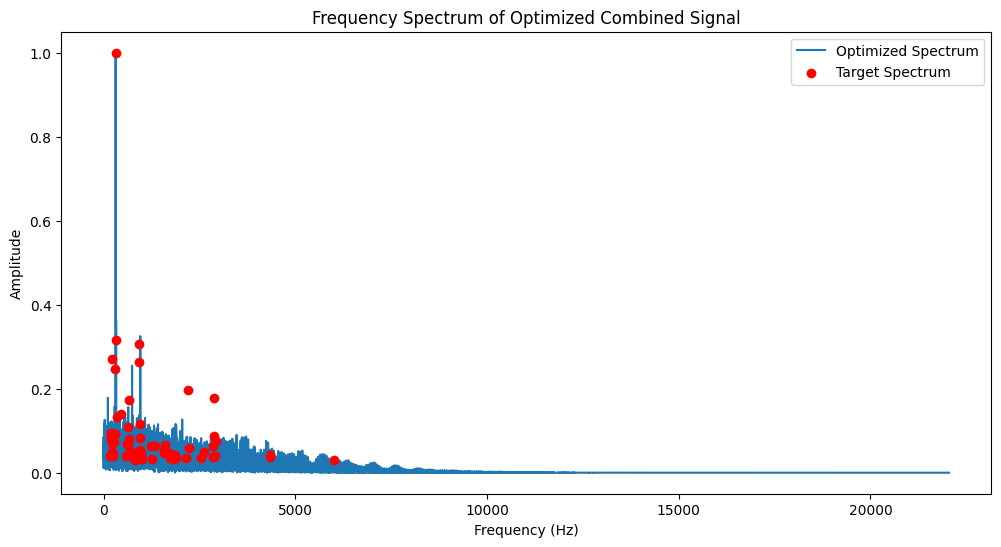 Frequency Spectrum of Optimized Combined Signal
Optimized Spectrum
Target Spectrum
1.0
0.8
0.6
0.4
0.2
0.0
Amplitude
0
5000
10000
15000
20000
Frequency (Hz)